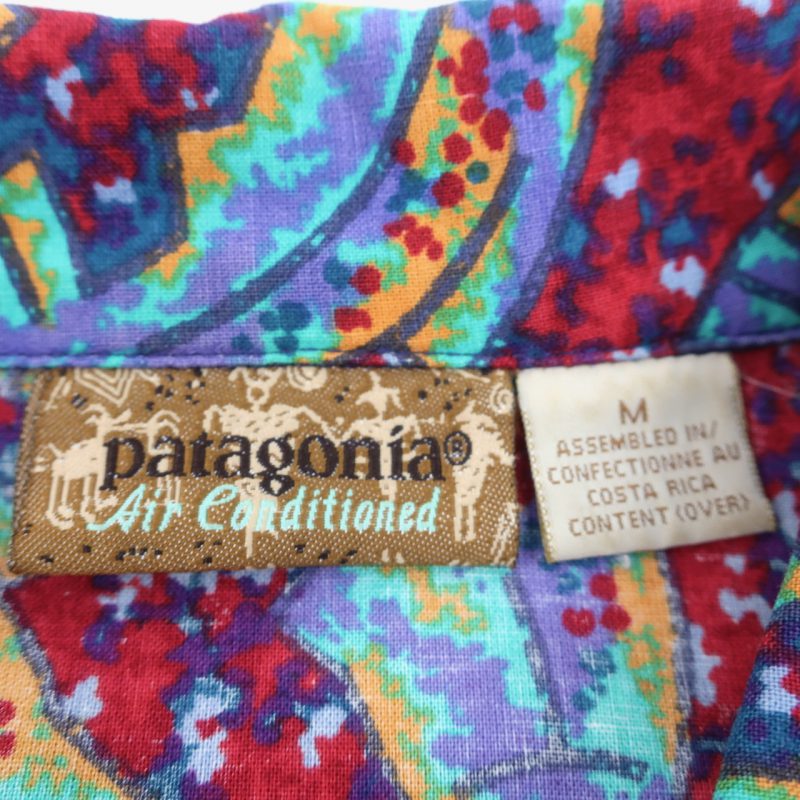 patagonia®
Air Conditioned
M
ASSEMBLED IN/
CONFECTIONNE AU
COSTA RICA
CONTENT (OVER)